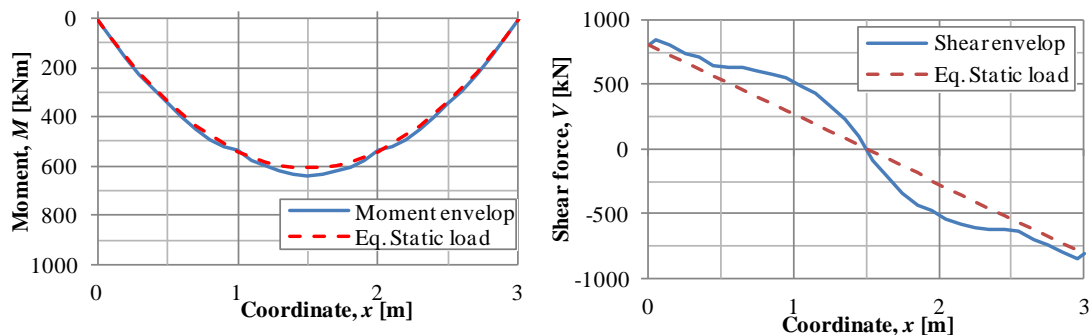 0
200
400
600
800
1000
Moment, M [kNm]
Moment envelop
Eq. Static load
0 1 2 3
Coordinate, x [m]
1000
500
0
-500
-1000
Shear force, V [kN]
Shear envelop
Eq. Static load
0 1 2 3
Coordinate, x [m]